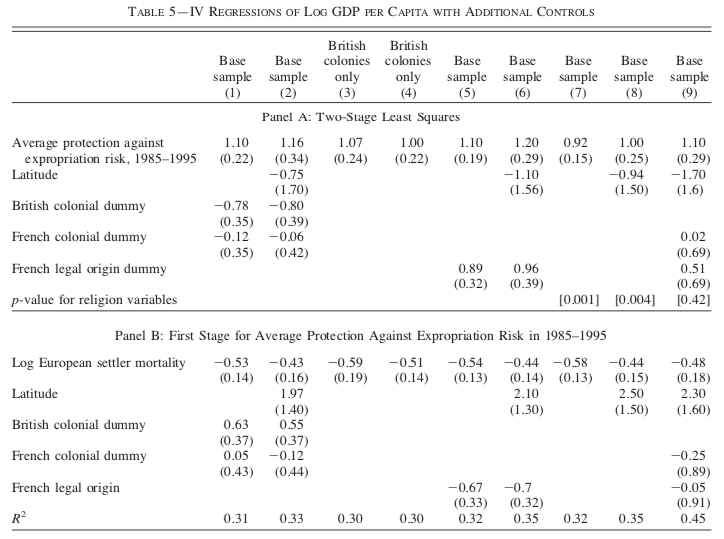 TABLE 5—IV REGRESSIONS OF LOG GDP PER CAPITA WITH ADDITIONAL CONTROLS
British British
Base Base colonies colonies Base Base Base Base Base
sample sample only only sample sample sample sample sample
(1) (2) (3) (4) (5) (6) (7) (8) (9)
Panel A: Two-Stage Least Squares
Average protection against 1.10 1.16 1.07 1.00 1.10 1.20 0.92 1.00 1.10
expropriation risk, 1985–1995 (0.22) (0.34) (0.24) (0.22) (0.19) (0.29) (0.15) (0.25) (0.29)
Latitude −0.75 −1.10 −0.94 −1.70
(1.70) (1.56) (1.50) (1.6)
British colonial dummy −0.78 −0.80
(0.35) (0.39)
French colonial dummy −0.12 −0.06 0.02
(0.35) (0.42) (0.69)
French legal origin dummy 0.89 0.96 0.51
(0.32) (0.39) (0.69)
p-value for religion variables [0.001] [0.004] [0.42]
Panel B: First Stage for Average Protection Against Expropriation Risk in 1985–1995
Log European settler mortality −0.53 −0.43 −0.59 −0.51 −0.54 −0.44 −0.58 −0.44 −0.48
(0.14) (0.16) (0.19) (0.14) (0.13) (0.14) (0.13) (0.15) (0.18)
Latitude 1.97 2.10 2.50 2.30
(1.40) (1.30) (1.50) (1.60)
British colonial dummy 0.63 0.55
(0.37) (0.37)
French colonial dummy 0.05 −0.12 −0.25
(0.43) (0.44) (0.89)
French legal origin −0.67 −0.7 −0.05
(0.33) (0.32) (0.91)
R² 0.31 0.33 0.30 0.30 0.32 0.35 0.32 0.35 0.45